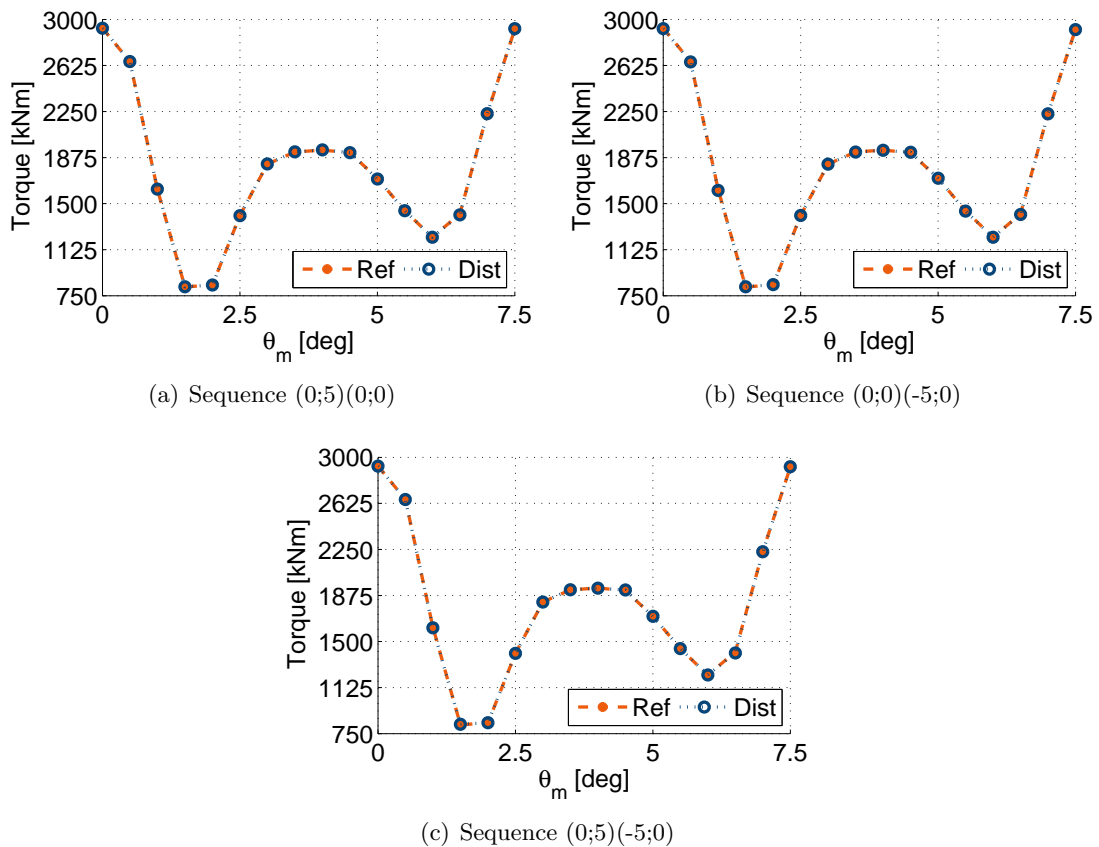 3000
2625
2250
1875
1500
1125
750
Torque [kNm]
Ref Dist
0 2.5 5 7.5
θ_m [deg]
(a) Sequence (0;5)(0;0)
3000
2625
2250
1875
1500
1125
750
Torque [kNm]
Ref Dist
0 2.5 5 7.5
θ_m [deg]
(b) Sequence (0;0)(-5;0)
3000
2625
2250
1875
1500
1125
750
Torque [kNm]
Ref Dist
0 2.5 5 7.5
θ_m [deg]
(c) Sequence (0;5)(-5;0)